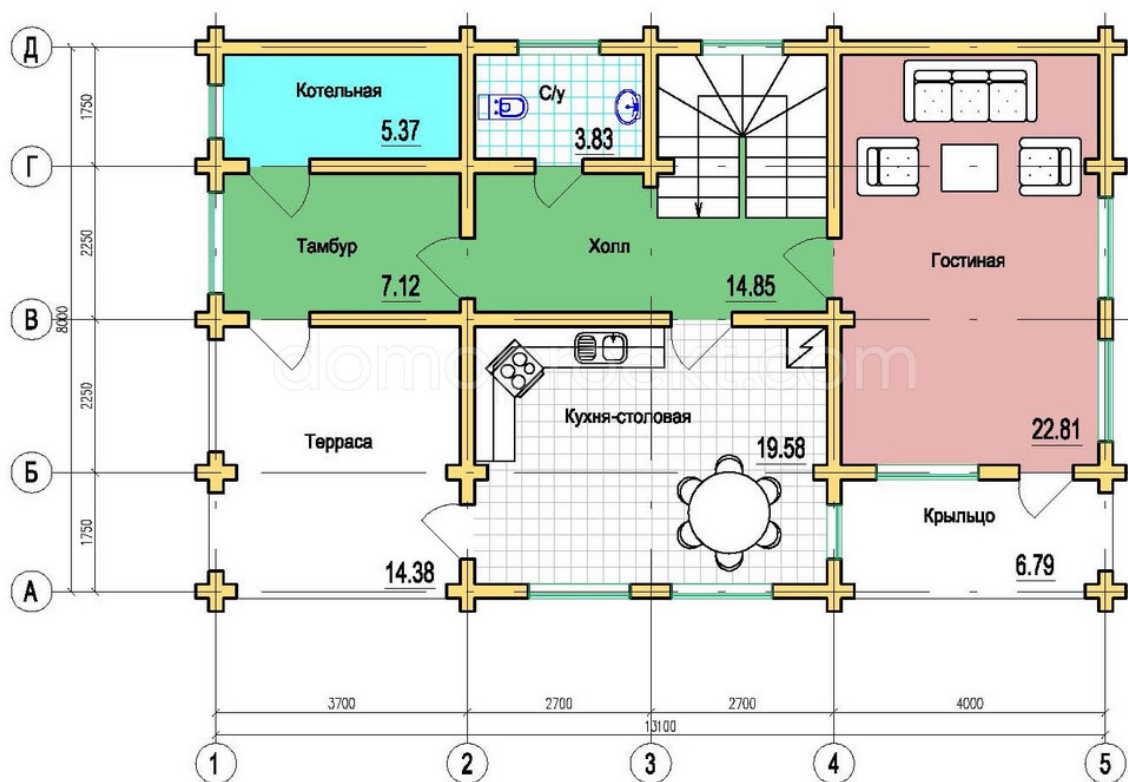 Д
Котельная
5.37
С/у
3.83
1750
Г
Тамбур
7.12
Холл
14.85
Гостиная
22.81
2250
В
8000
domoproekt.com
Терраса
14.38
Кухня-столовая
19.58
2250
Б
Крыльцо
6.79
1750
А
3700
2700
2700
4000
13100
1
2
3
4
5